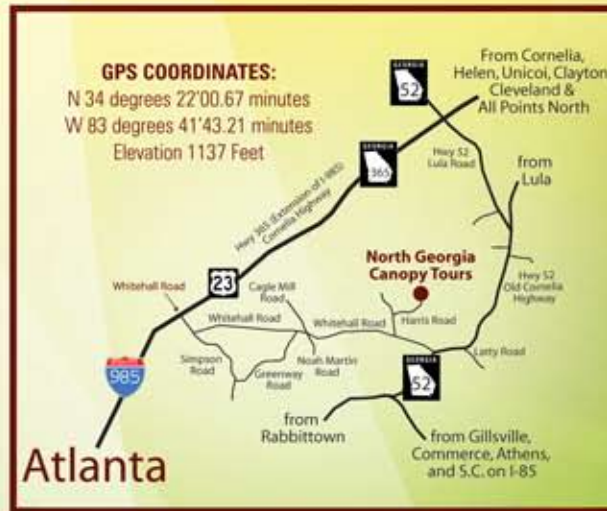 GPS COORDINATES:
N 34 degrees 22'00.67 minutes
W 83 degrees 41'43.21 minutes
Elevation 1137 Feet
GEORGIA
52
From Cornelia,
Helen, Unicoi, Clayton,
Cleveland &
All Points North
GEORGIA
365
Hwy 52
Lula Road
from
Lula
Hwy 365 (Extension of I-985)
Cornelia Highway
North Georgia
Canopy Tours
Hwy 52
Old Cornelia
Highway
23
Whitehall Road
Cagle Mill
Road
Whitehall Road
Whitehall Road
Harris Road
Simpson
Road
Greenway
Road
Noah Martin
Road
Latty Road
GEORGIA
52
985
from
Rabbittown
from Gillsville,
Commerce, Athens,
and S.C. on I-85
Atlanta